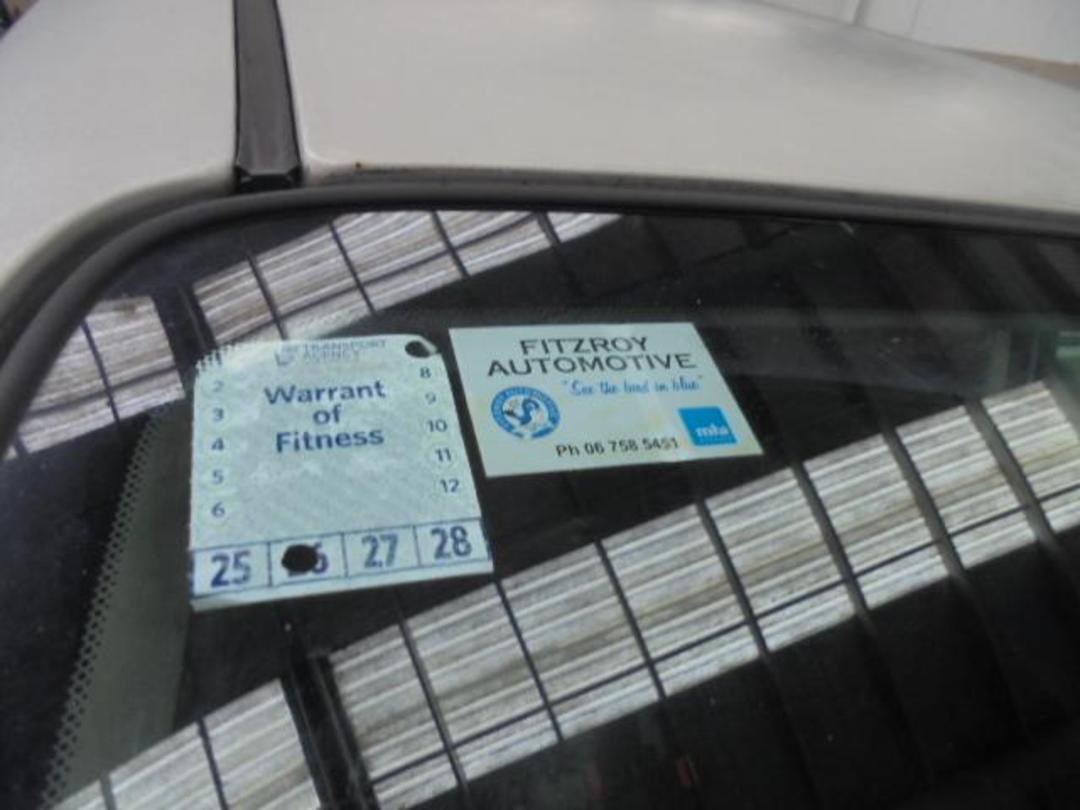 TRANSPORT
AGENCY
Warrant
of
Fitness
2
3
4
5
6
8
9
10
11
12
25
27
28
FITZROY
AUTOMOTIVE
"See the bird in blue"
mta
Ph 06 758 5451